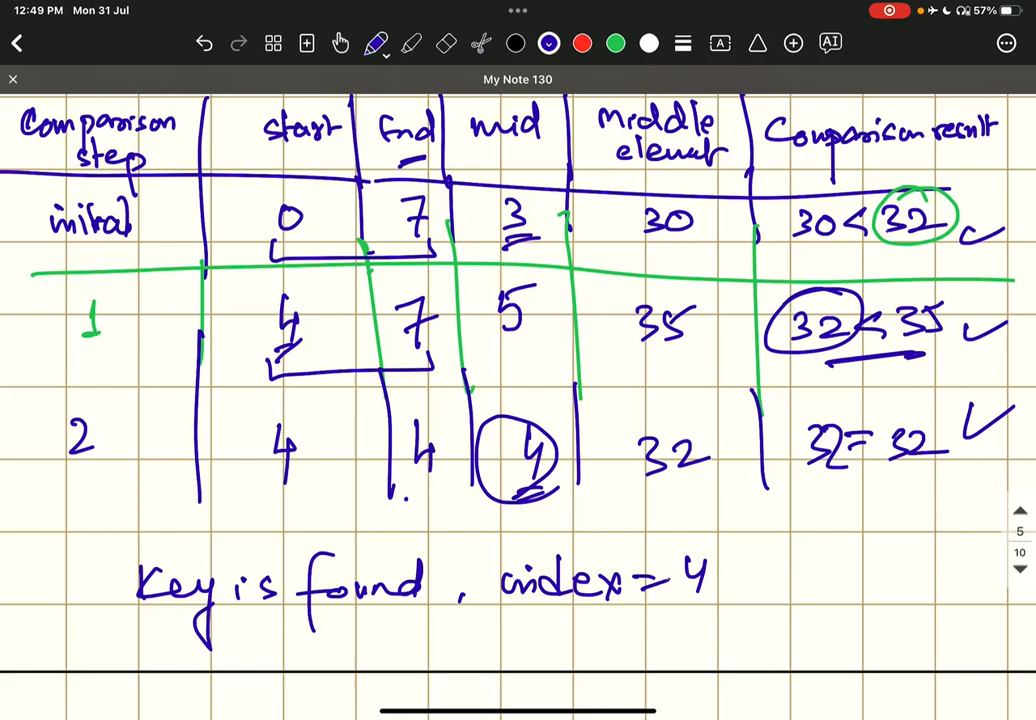 12:49 PM Mon 31 Jul
57%
A
AI
My Note 130
Comparison step start End mid Middle element Comparison result
initial 0 7 3 30 30 < 32
1 4 7 5 35 32 < 35
2 4 4 4 32 32 = 32
Key is found, index = 4
5
10